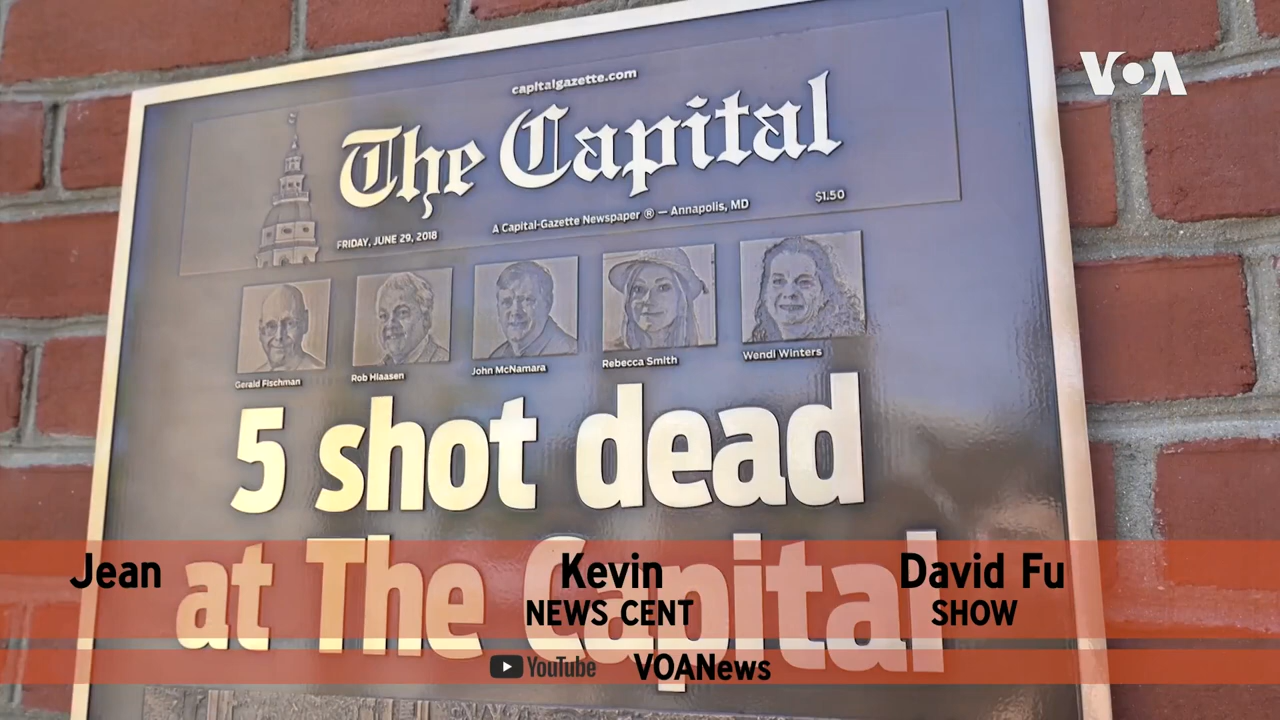 VOA
capitalgazette.com
The Capital
FRIDAY, JUNE 29, 2018
A Capital-Gazette Newspaper ® — Annapolis, MD
$1.50
Gerald Fischman
Rob Hiaasen
John McNamara
Rebecca Smith
Wendi Winters
5 shot dead
at The Capital
Jean
Kevin
David Fu
NEWS CENT
SHOW
YouTube
VOANews